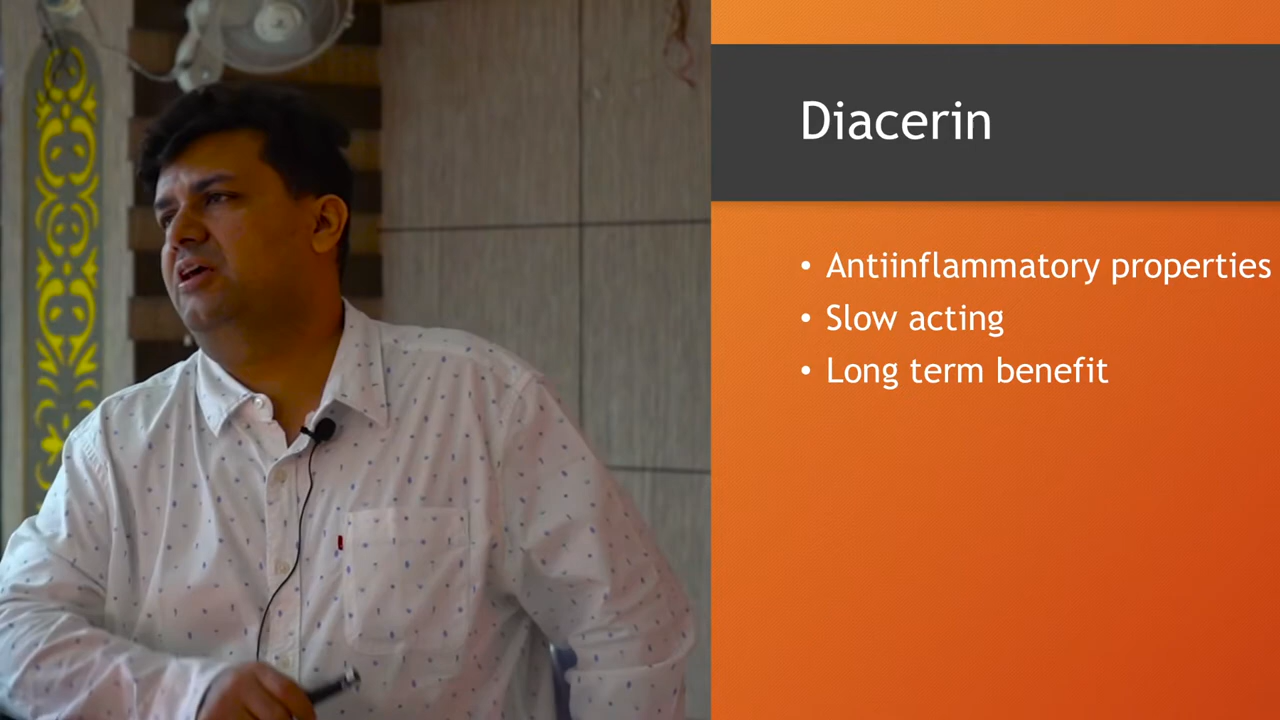 Diacerin
• Antiinflammatory properties
• Slow acting
• Long term benefit